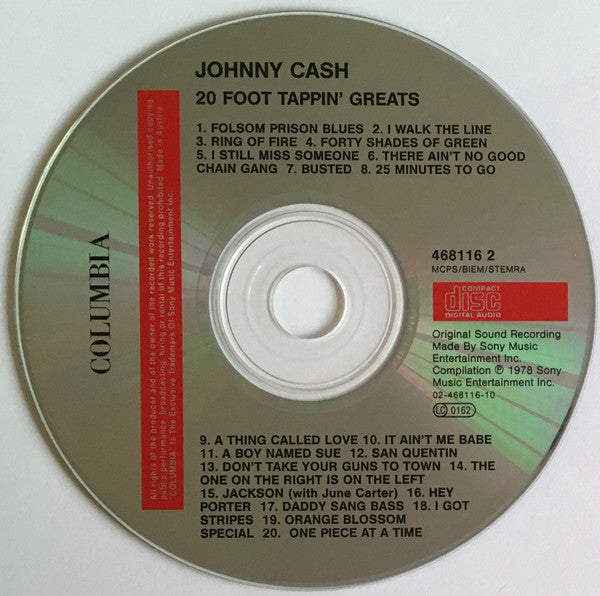 JOHNNY CASH
20 FOOT TAPPIN' GREATS
1. FOLSOM PRISON BLUES 2. I WALK THE LINE
3. RING OF FIRE 4. FORTY SHADES OF GREEN
5. I STILL MISS SOMEONE 6. THERE AIN'T NO GOOD
CHAIN GANG 7. BUSTED 8. 25 MINUTES TO GO
COLUMBIA
All rights of the producer and of the owner of the recorded work reserved. Unauthorised copying,
public performance, broadcasting, hiring or rental of this recording prohibited. Made in Austria.
"COLUMBIA" Is The Exclusive Trademark Of Sony Music Entertainment Inc.
468116 2
MCPS/BIEM/STEMRA
COMPACT
disc
DIGITAL AUDIO
Original Sound Recording
Made By Sony Music
Entertainment Inc.
Compilation ℗ 1978 Sony
Music Entertainment Inc.
02-468116-10
LC 0162
9. A THING CALLED LOVE 10. IT AIN'T ME BABE
11. A BOY NAMED SUE 12. SAN QUENTIN
13. DON'T TAKE YOUR GUNS TO TOWN 14. THE
ONE ON THE RIGHT IS ON THE LEFT
15. JACKSON (with June Carter) 16. HEY
PORTER 17. DADDY SANG BASS 18. I GOT
STRIPES 19. ORANGE BLOSSOM
SPECIAL 20. ONE PIECE AT A TIME